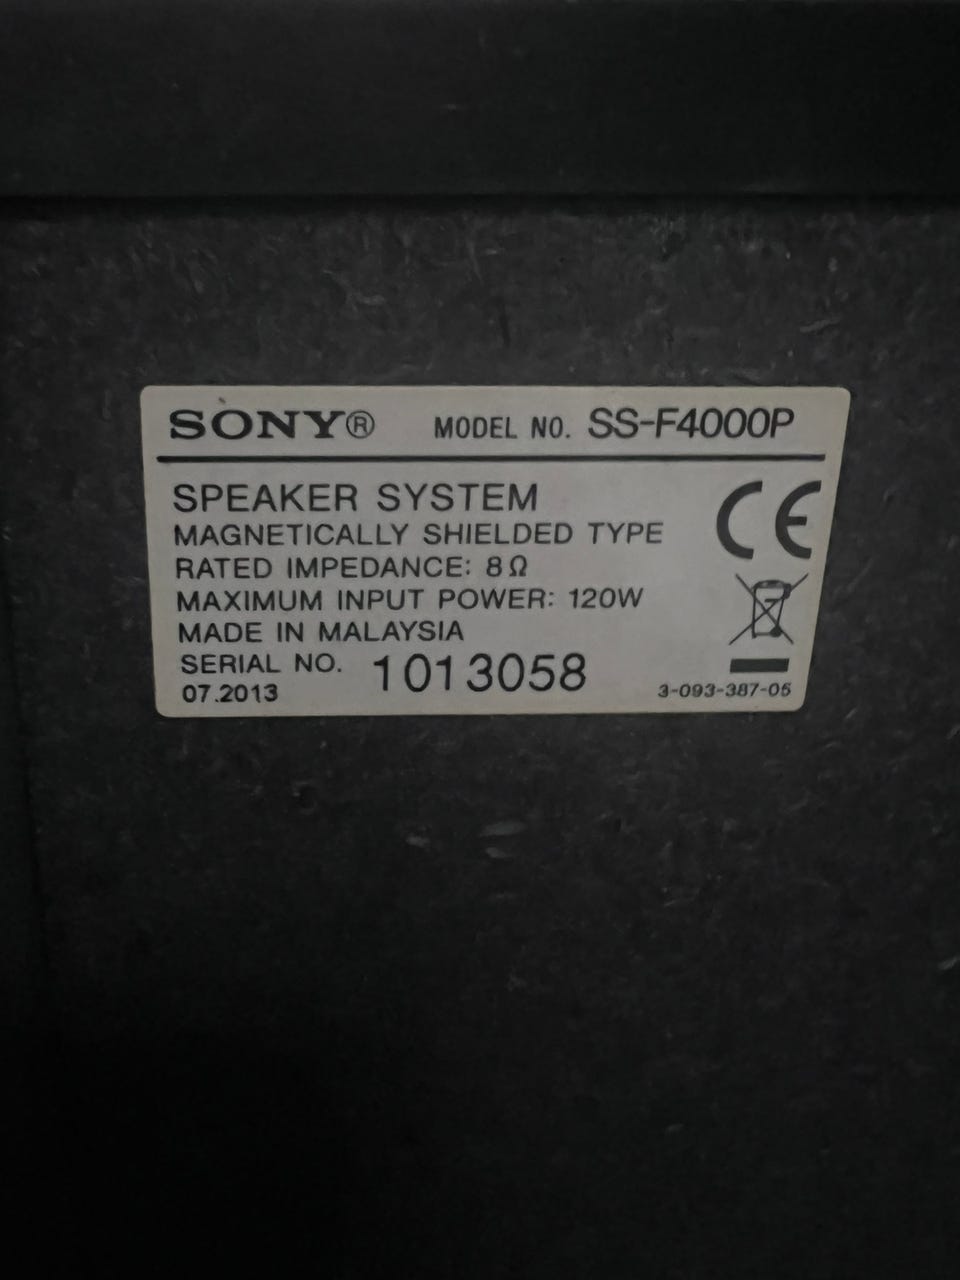 SONY® MODEL NO. SS-F4000P
SPEAKER SYSTEM
MAGNETICALLY SHIELDED TYPE
RATED IMPEDANCE: 8Ω
MAXIMUM INPUT POWER: 120W
MADE IN MALAYSIA
SERIAL NO. 1013058
07.2013
3-093-387-05
CE